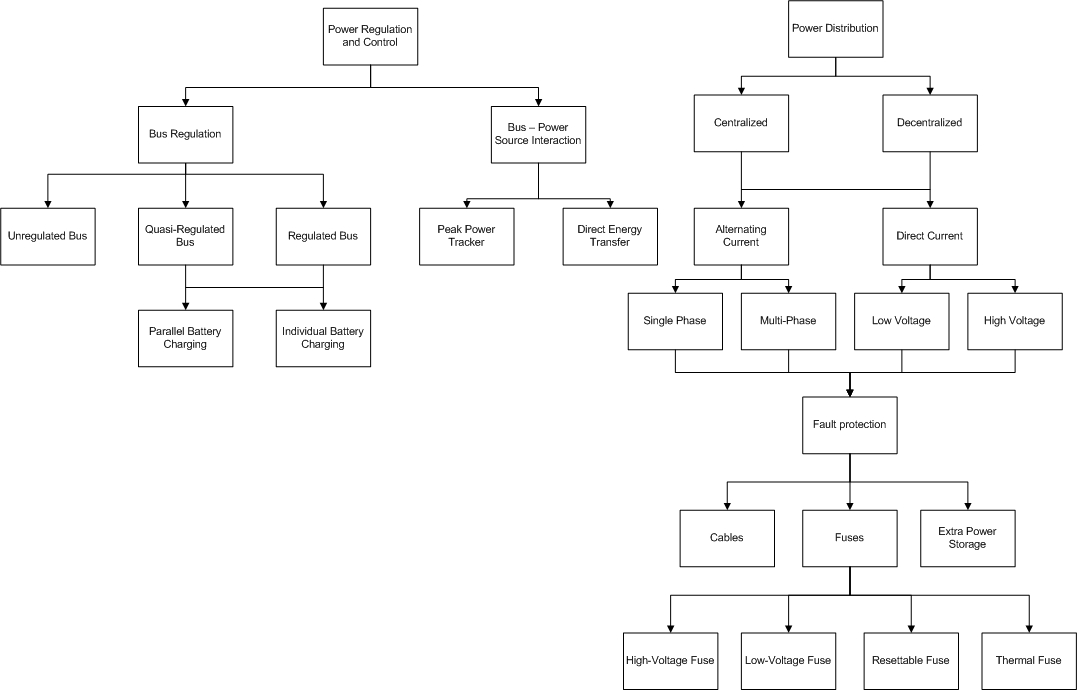 Power Regulation
and Control
Power Distribution
Bus Regulation
Bus – Power
Source Interaction
Centralized
Decentralized
Unregulated Bus
Quasi-Regulated
Bus
Regulated Bus
Peak Power
Tracker
Direct Energy
Transfer
Alternating
Current
Direct Current
Parallel Battery
Charging
Individual Battery
Charging
Single Phase
Multi-Phase
Low Voltage
High Voltage
Fault protection
Cables
Fuses
Extra Power
Storage
High-Voltage Fuse
Low-Voltage Fuse
Resettable Fuse
Thermal Fuse